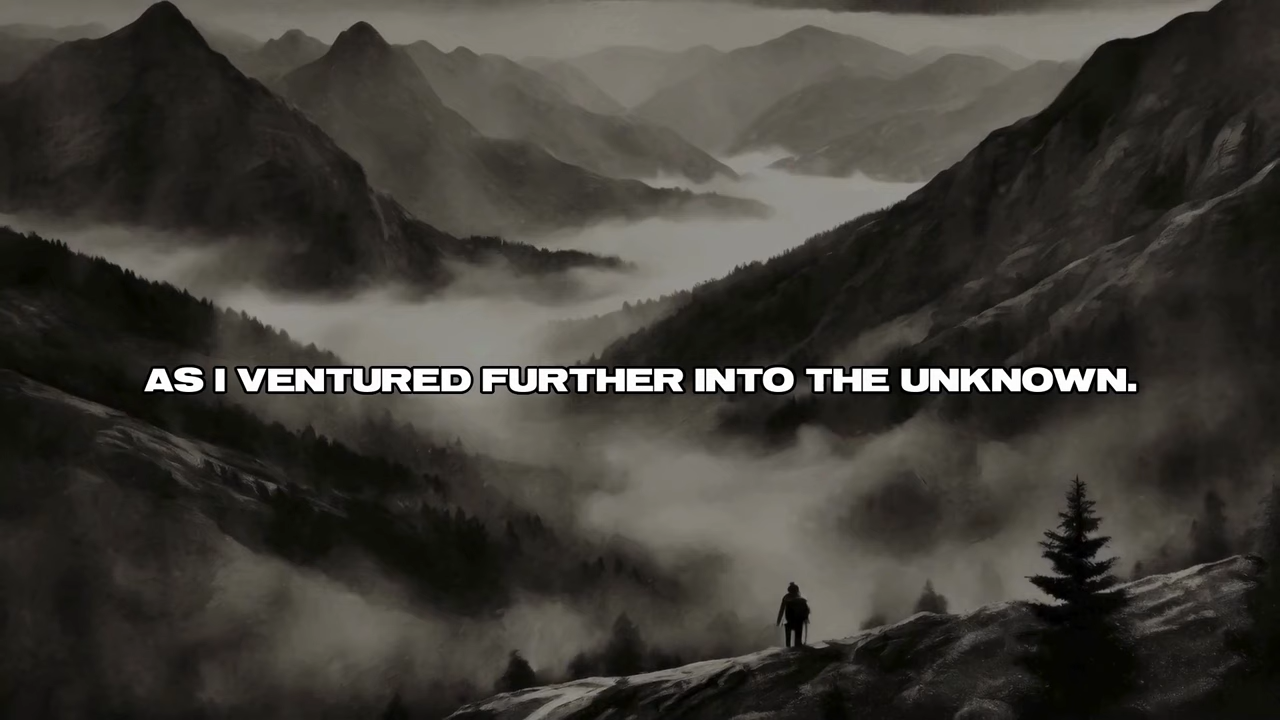 AS I VENTURED FURTHER INTO THE UNKNOWN.